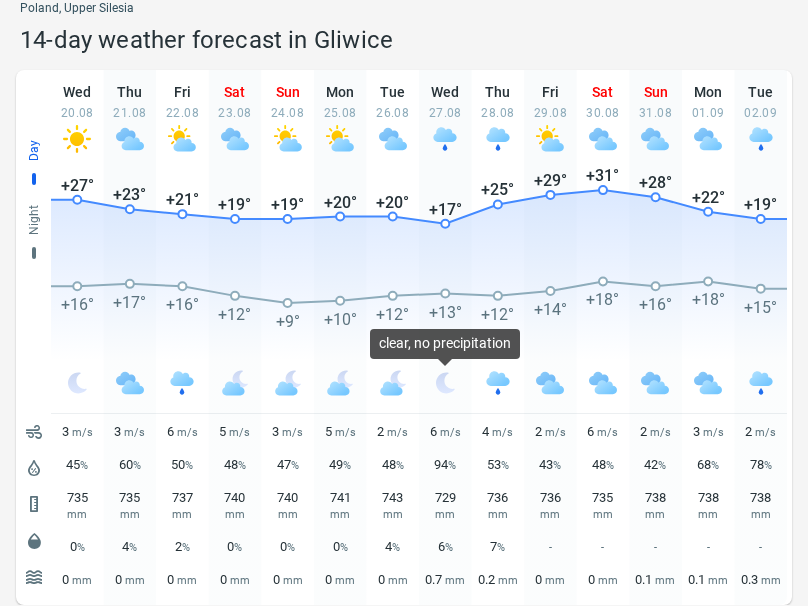 Poland, Upper Silesia
14-day weather forecast in Gliwice
Wed Thu Fri Sat Sun Mon Tue Wed Thu Fri Sat Sun Mon Tue
20.08 21.08 22.08 23.08 24.08 25.08 26.08 27.08 28.08 29.08 30.08 31.08 01.09 02.09
Day
+27° +23° +21° +19° +19° +20° +20° +17° +25° +29° +31° +28° +22° +19°
Night
+16° +17° +16° +12° +9° +10° +12° +13° +12° +14° +18° +16° +18° +15°
clear, no precipitation
3 m/s 3 m/s 6 m/s 5 m/s 3 m/s 5 m/s 2 m/s 6 m/s 4 m/s 2 m/s 6 m/s 2 m/s 3 m/s 2 m/s
45% 60% 50% 48% 47% 49% 48% 94% 53% 43% 48% 42% 68% 78%
735 735 737 740 740 741 743 729 736 736 735 738 738 738
mm mm mm mm mm mm mm mm mm mm mm mm mm mm
0% 4% 2% 0% 0% 0% 4% 6% 7% - - - - -
0 mm 0 mm 0 mm 0 mm 0 mm 0 mm 0 mm 0.7 mm 0.2 mm 0 mm 0 mm 0.1 mm 0.1 mm 0.3 mm